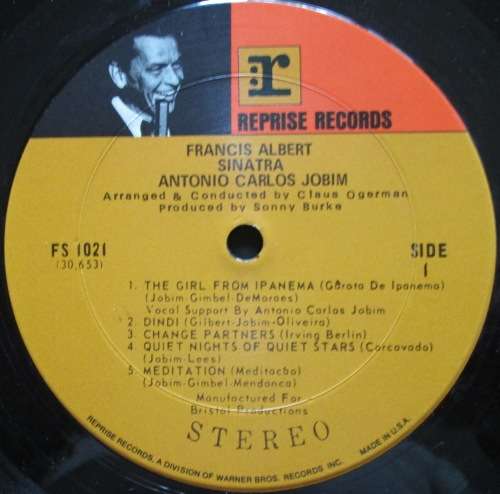 r:
REPRISE RECORDS
FRANCIS ALBERT
SINATRA
ANTONIO CARLOS JOBIM
Arranged & Conducted by Claus Ogerman
Produced by Sonny Burke
FS 1021
(30,653)
SIDE
1
1. THE GIRL FROM IPANEMA (Gârota De Ipanema)
(Jobim-Gimbel-DeMoraes)
Vocal Support By Antonio Carlos Jobim
2. DINDI (Gilbert-Jobim-Oliveira)
3. CHANGE PARTNERS (Irving Berlin)
4. QUIET NIGHTS OF QUIET STARS (Corcovado)
(Jobim-Lees)
5. MEDITATION (Meditação)
(Jobim-Gimbel-Mendonca)
Manufactured For
Bristol Productions
STEREO
REPRISE RECORDS, A DIVISION OF WARNER BROS. RECORDS INC.
MADE IN U.S.A.